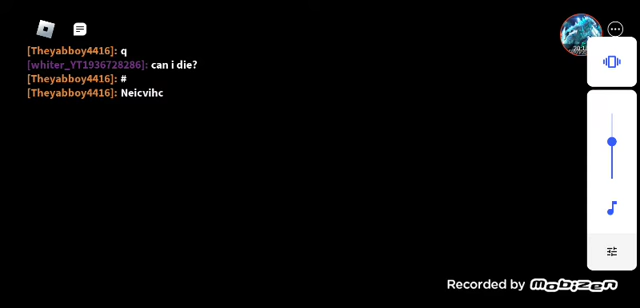 [Theyabboy4416]: q
[whiter_YT1936728286]: can i die?
[Theyabboy4416]: #
[Theyabboy4416]: Neicvihc
Recorded by mobizen